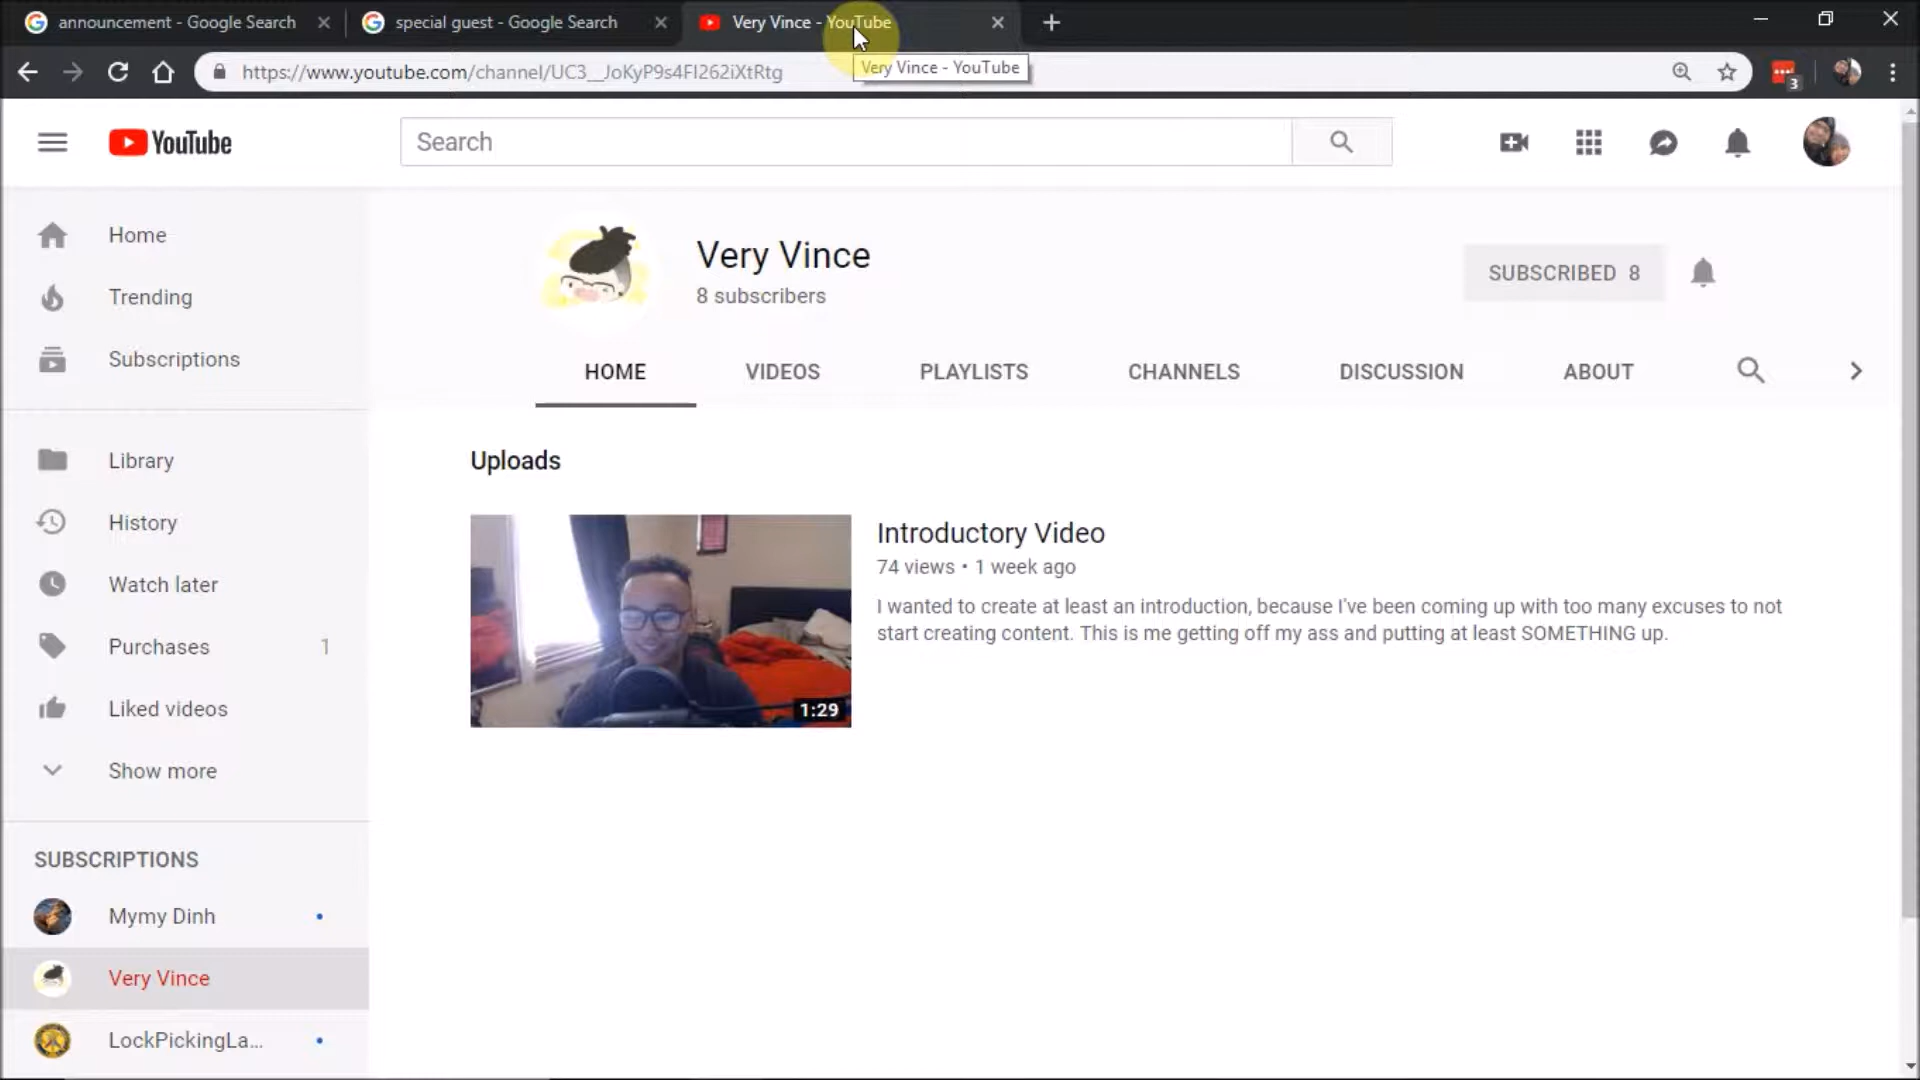 announcement - Google Search
special guest - Google Search
Very Vince - YouTube
https://www.youtube.com/channel/UC3__JoKyP9s4FI262iXtRtg
Very Vince - YouTube
3
YouTube
Search
Home
Trending
Subscriptions
Library
History
Watch later
Purchases 1
Liked videos
Show more
SUBSCRIPTIONS
Mymy Dinh
Very Vince
LockPickingLa...
Very Vince
8 subscribers
SUBSCRIBED 8
HOME VIDEOS PLAYLISTS CHANNELS DISCUSSION ABOUT
Uploads
1:29
Introductory Video
74 views • 1 week ago
I wanted to create at least an introduction, because I've been coming up with too many excuses to not
start creating content. This is me getting off my ass and putting at least SOMETHING up.